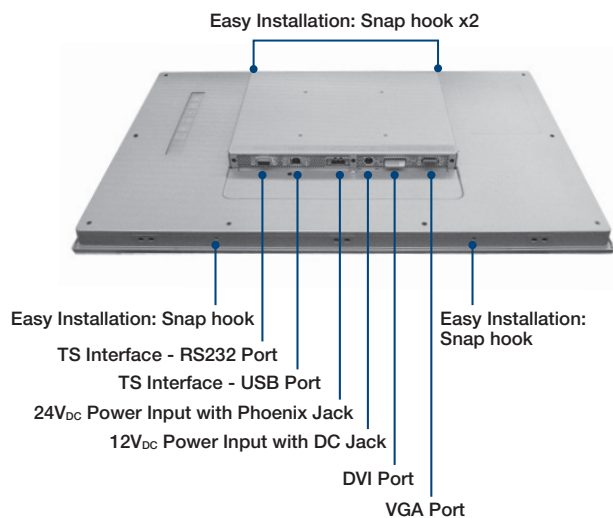 Easy Installation: Snap hook x2
Easy Installation: Snap hook
Easy Installation:
Snap hook
TS Interface - RS232 Port
TS Interface - USB Port
24VDC Power Input with Phoenix Jack
12VDC Power Input with DC Jack
DVI Port
VGA Port